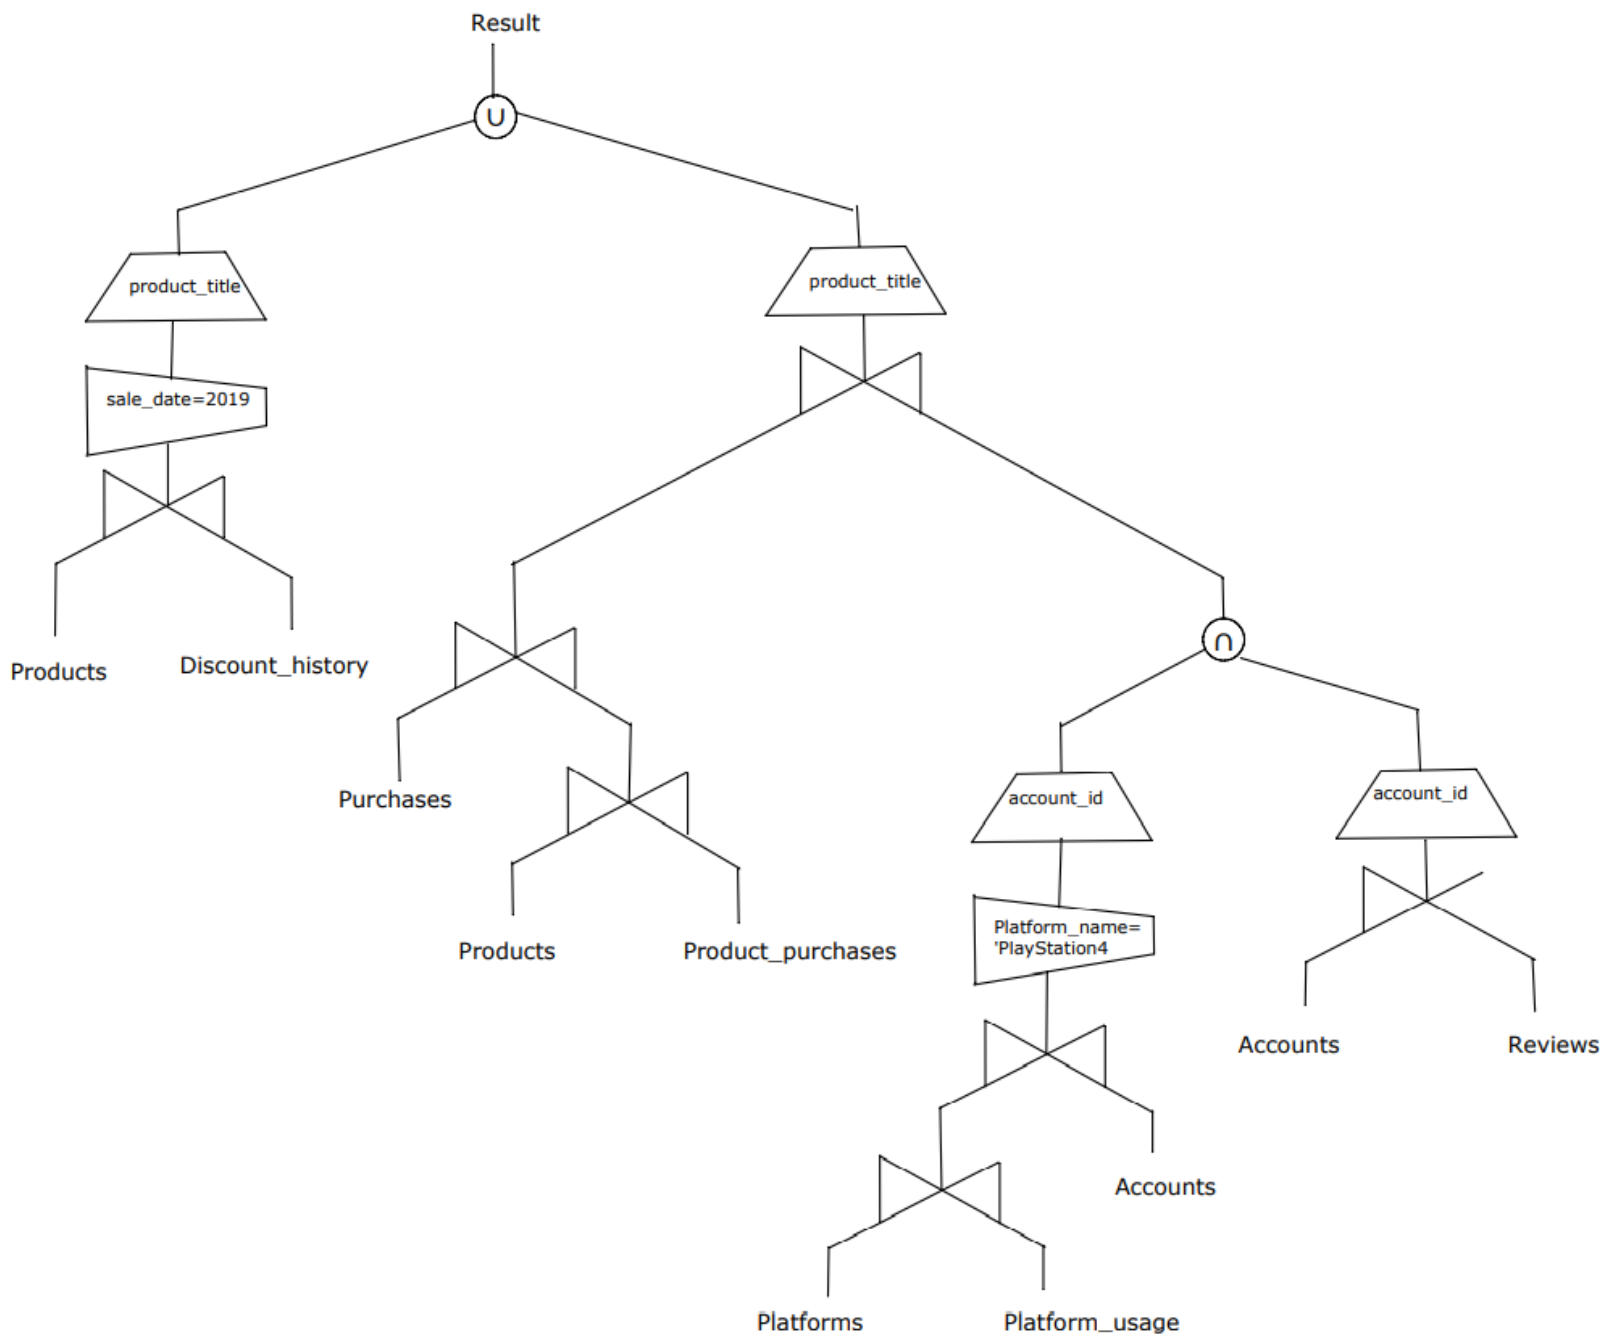 Result
∪
product_title
product_title
sale_date=2019
∩
Products
Discount_history
Purchases
account_id
account_id
Platform_name=
'PlayStation4
Products
Product_purchases
Accounts
Reviews
Accounts
Platforms
Platform_usage